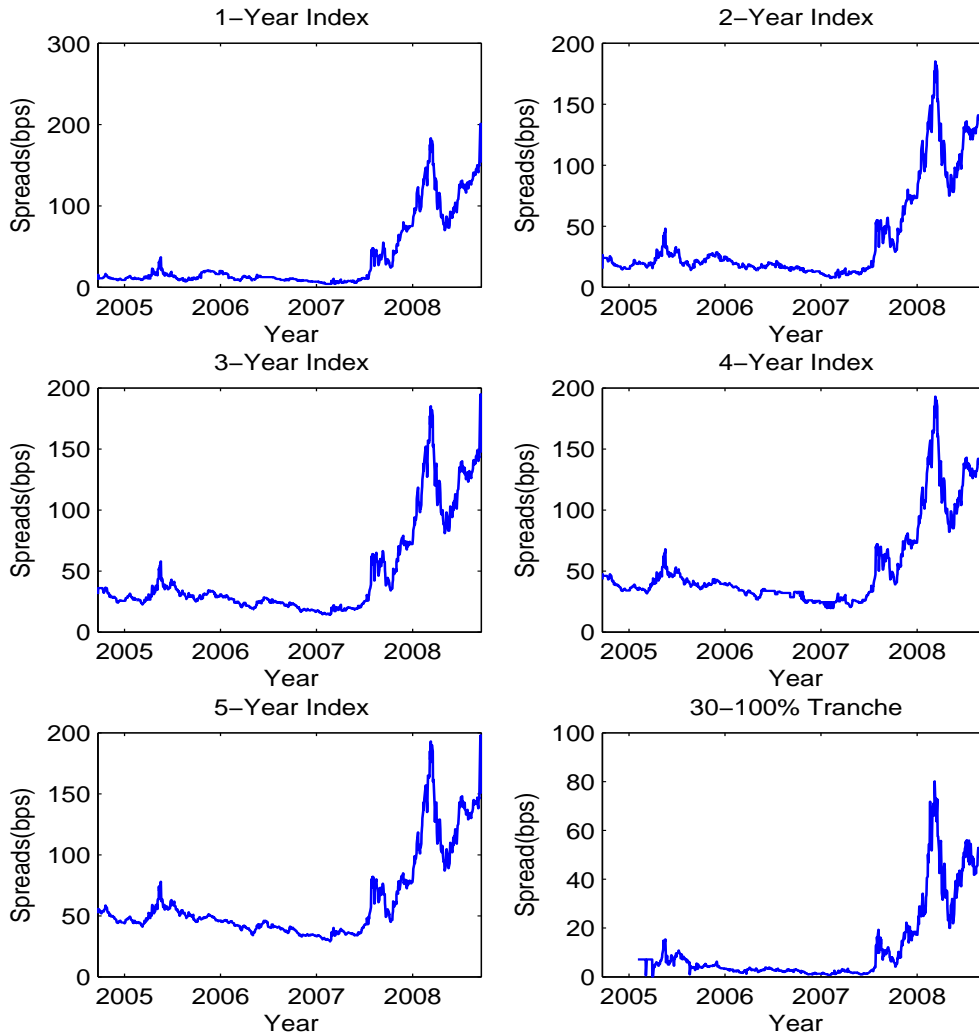 1−Year Index
300
200
100
0
Spreads(bps)
2005 2006 2007 2008
Year
2−Year Index
200
150
100
50
0
Spreads(bps)
2005 2006 2007 2008
Year
3−Year Index
200
150
100
50
0
Spreads(bps)
2005 2006 2007 2008
Year
4−Year Index
200
150
100
50
0
Spreads(bps)
2005 2006 2007 2008
Year
5−Year Index
200
150
100
50
0
Spreads(bps)
2005 2006 2007 2008
Year
30−100% Tranche
100
80
60
40
20
0
Spread(bps)
2005 2006 2007 2008
Year